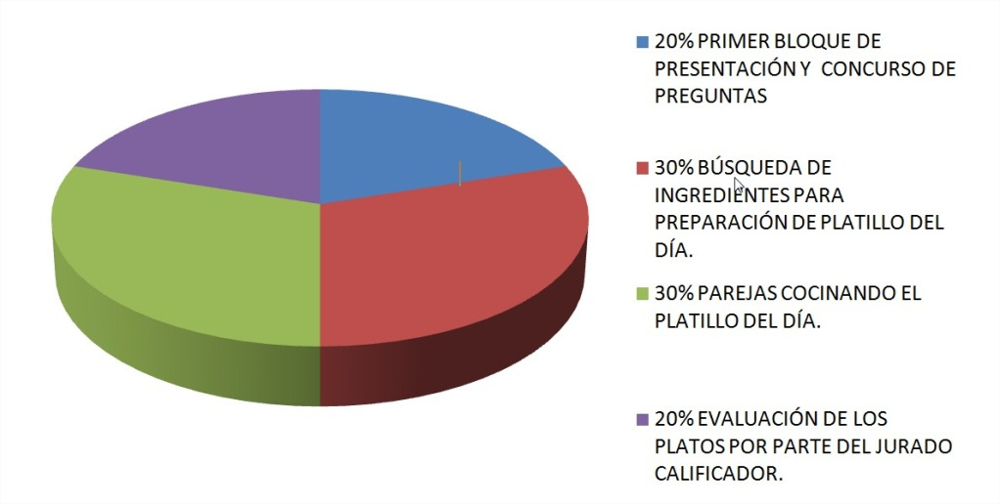 20% PRIMER BLOQUE DE
PRESENTACIÓN Y CONCURSO DE
PREGUNTAS
30% BÚSQUEDA DE
INGREDIENTES PARA
PREPARACIÓN DE PLATILLO DEL
DÍA.
30% PAREJAS COCINANDO EL
PLATILLO DEL DÍA.
20% EVALUACIÓN DE LOS
PLATOS POR PARTE DEL JURADO
CALIFICADOR.